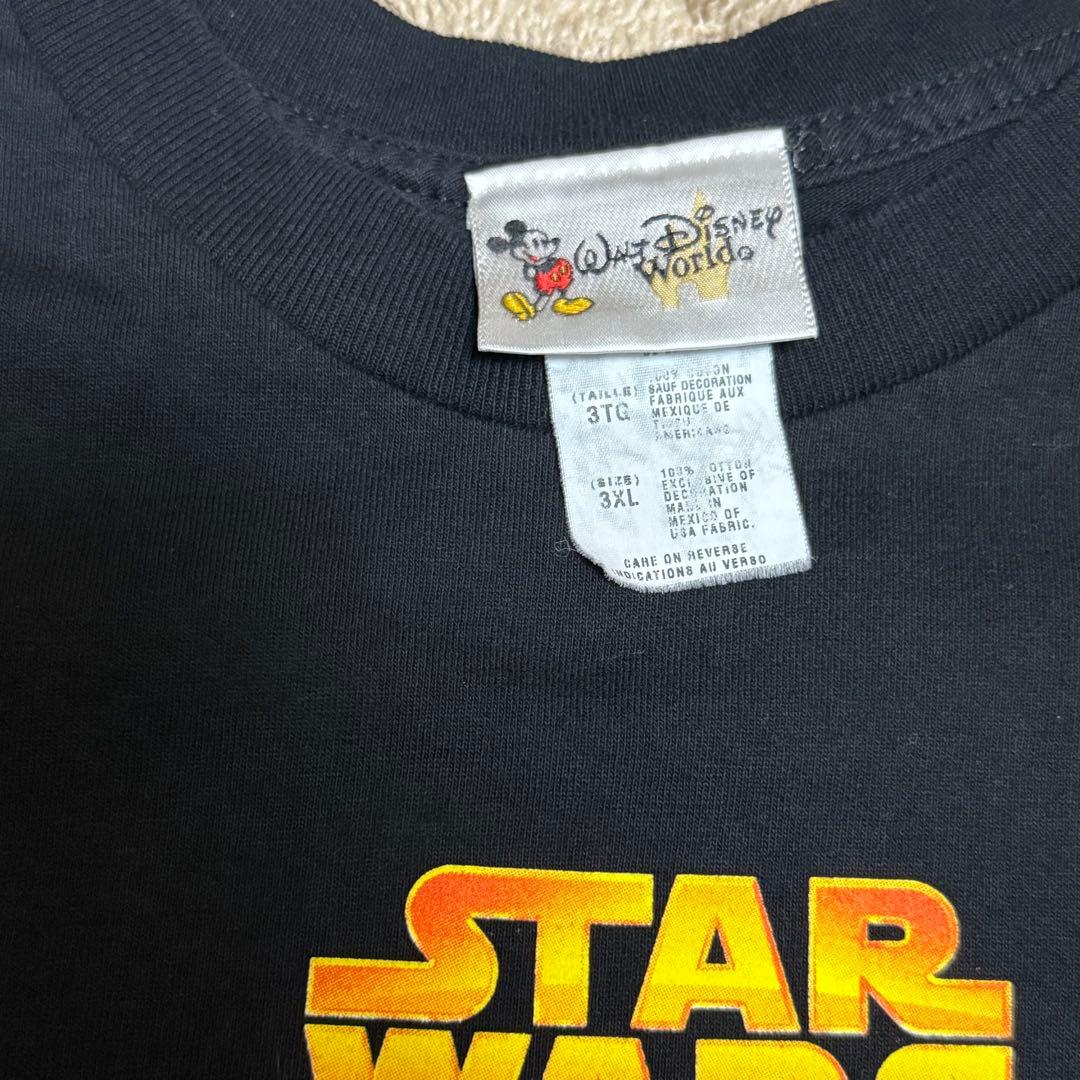 WALT DISNEY
World®
(TAILLE)
3TG
SAUF DECORATION
FABRIQUE AUX
MEXIQUE DE
(SIZE)
3XL
100% COTTON
EXCLUSIVE OF
DECORATION
MADE IN
MEXICO OF
USA FABRIC.
CARE ON REVERSE
INDICATIONS AU VERSO
STAR
WARS